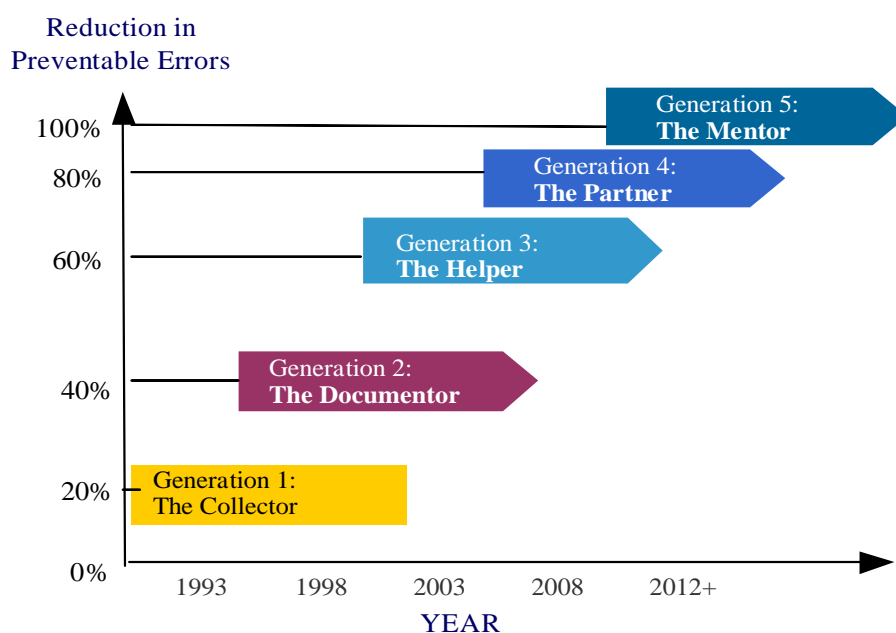 Reduction in
Preventable Errors
100%
80%
60%
40%
20%
0%
Generation 5:
The Mentor
Generation 4:
The Partner
Generation 3:
The Helper
Generation 2:
The Documentor
Generation 1:
The Collector
1993 1998 2003 2008 2012+
YEAR